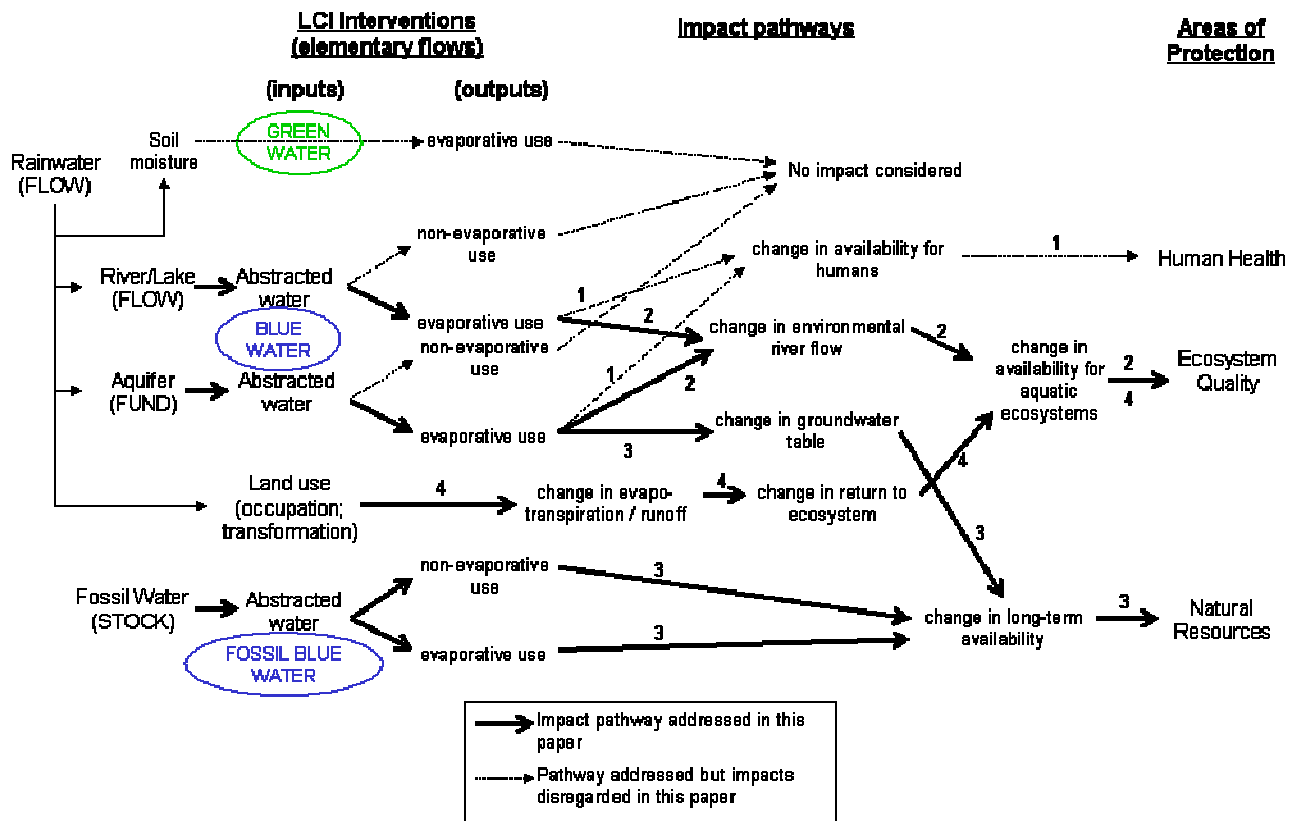 LCI Interventions
(elementary flows)
Impact pathways
Areas of
Protection
(inputs)
(outputs)
GREEN
WATER
Soil
moisture
evaporative use
Rainwater
(FLOW)
No impact considered
non-evaporative
use
change in availability for
humans
1
Human Health
River/Lake
(FLOW)
Abstracted
water
BLUE
WATER
evaporative use
1
2
change in environmental
river flow
2
non-evaporative
use
change in
availability for
aquatic
ecosystems
2
4
Ecosystem
Quality
Aquifer
(FUND)
Abstracted
water
1
2
evaporative use
3
change in groundwater
table
4
Land use
(occupation;
transformation)
4
change in evapo-
transpiration / runoff
4
change in return to
ecosystem
3
non-evaporative
use
3
Fossil Water
(STOCK)
Abstracted
water
change in long-term
availability
3
Natural
Resources
FOSSIL BLUE
WATER
evaporative use
3
Impact pathway addressed in this
paper
Pathway addressed but impacts
disregarded in this paper